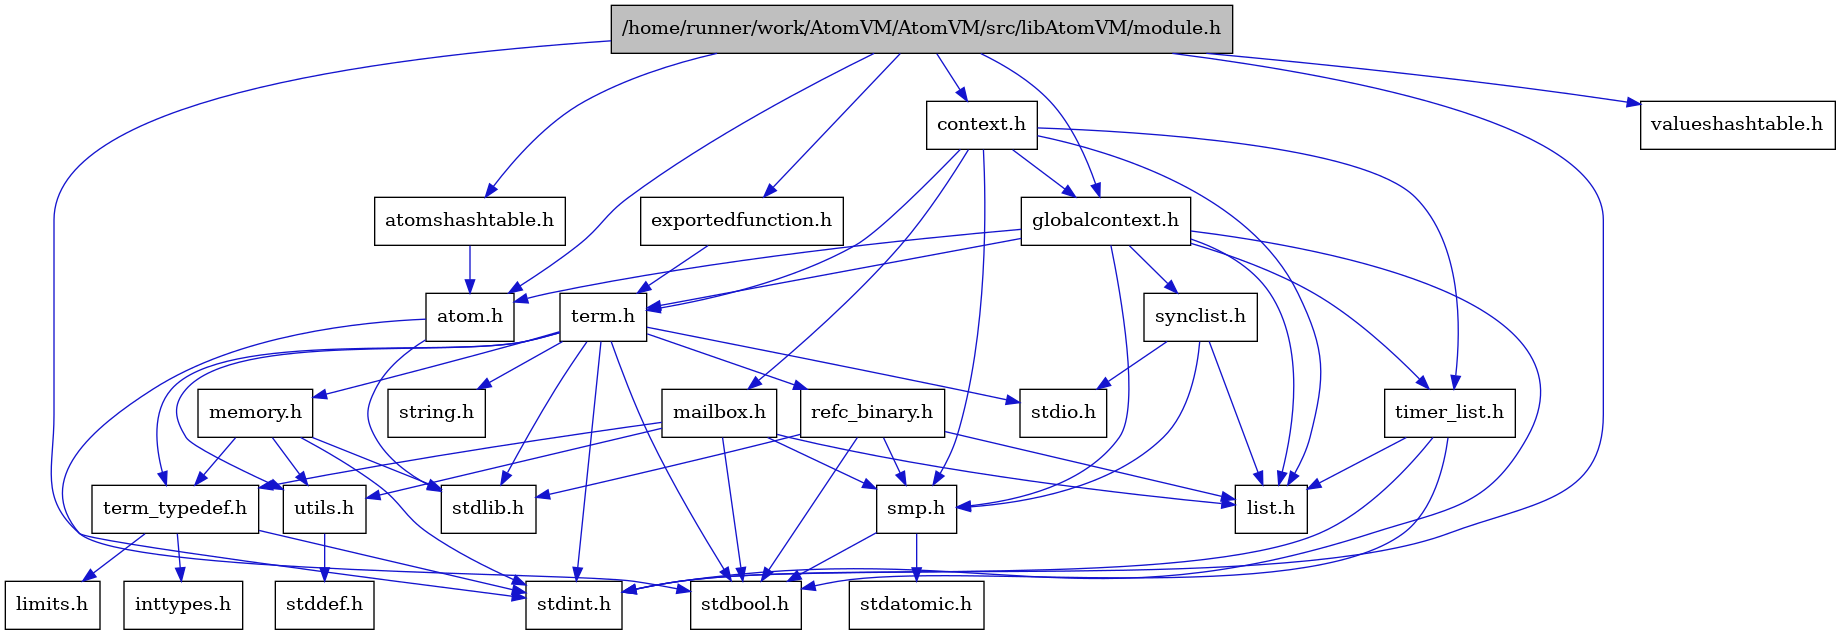 /home/runner/work/AtomVM/AtomVM/src/libAtomVM/module.h
context.h
valueshashtable.h
atomshashtable.h
exportedfunction.h
globalcontext.h
atom.h
term.h
synclist.h
memory.h
string.h
mailbox.h
refc_binary.h
stdio.h
timer_list.h
term_typedef.h
utils.h
stdlib.h
smp.h
list.h
limits.h
inttypes.h
stddef.h
stdint.h
stdbool.h
stdatomic.h